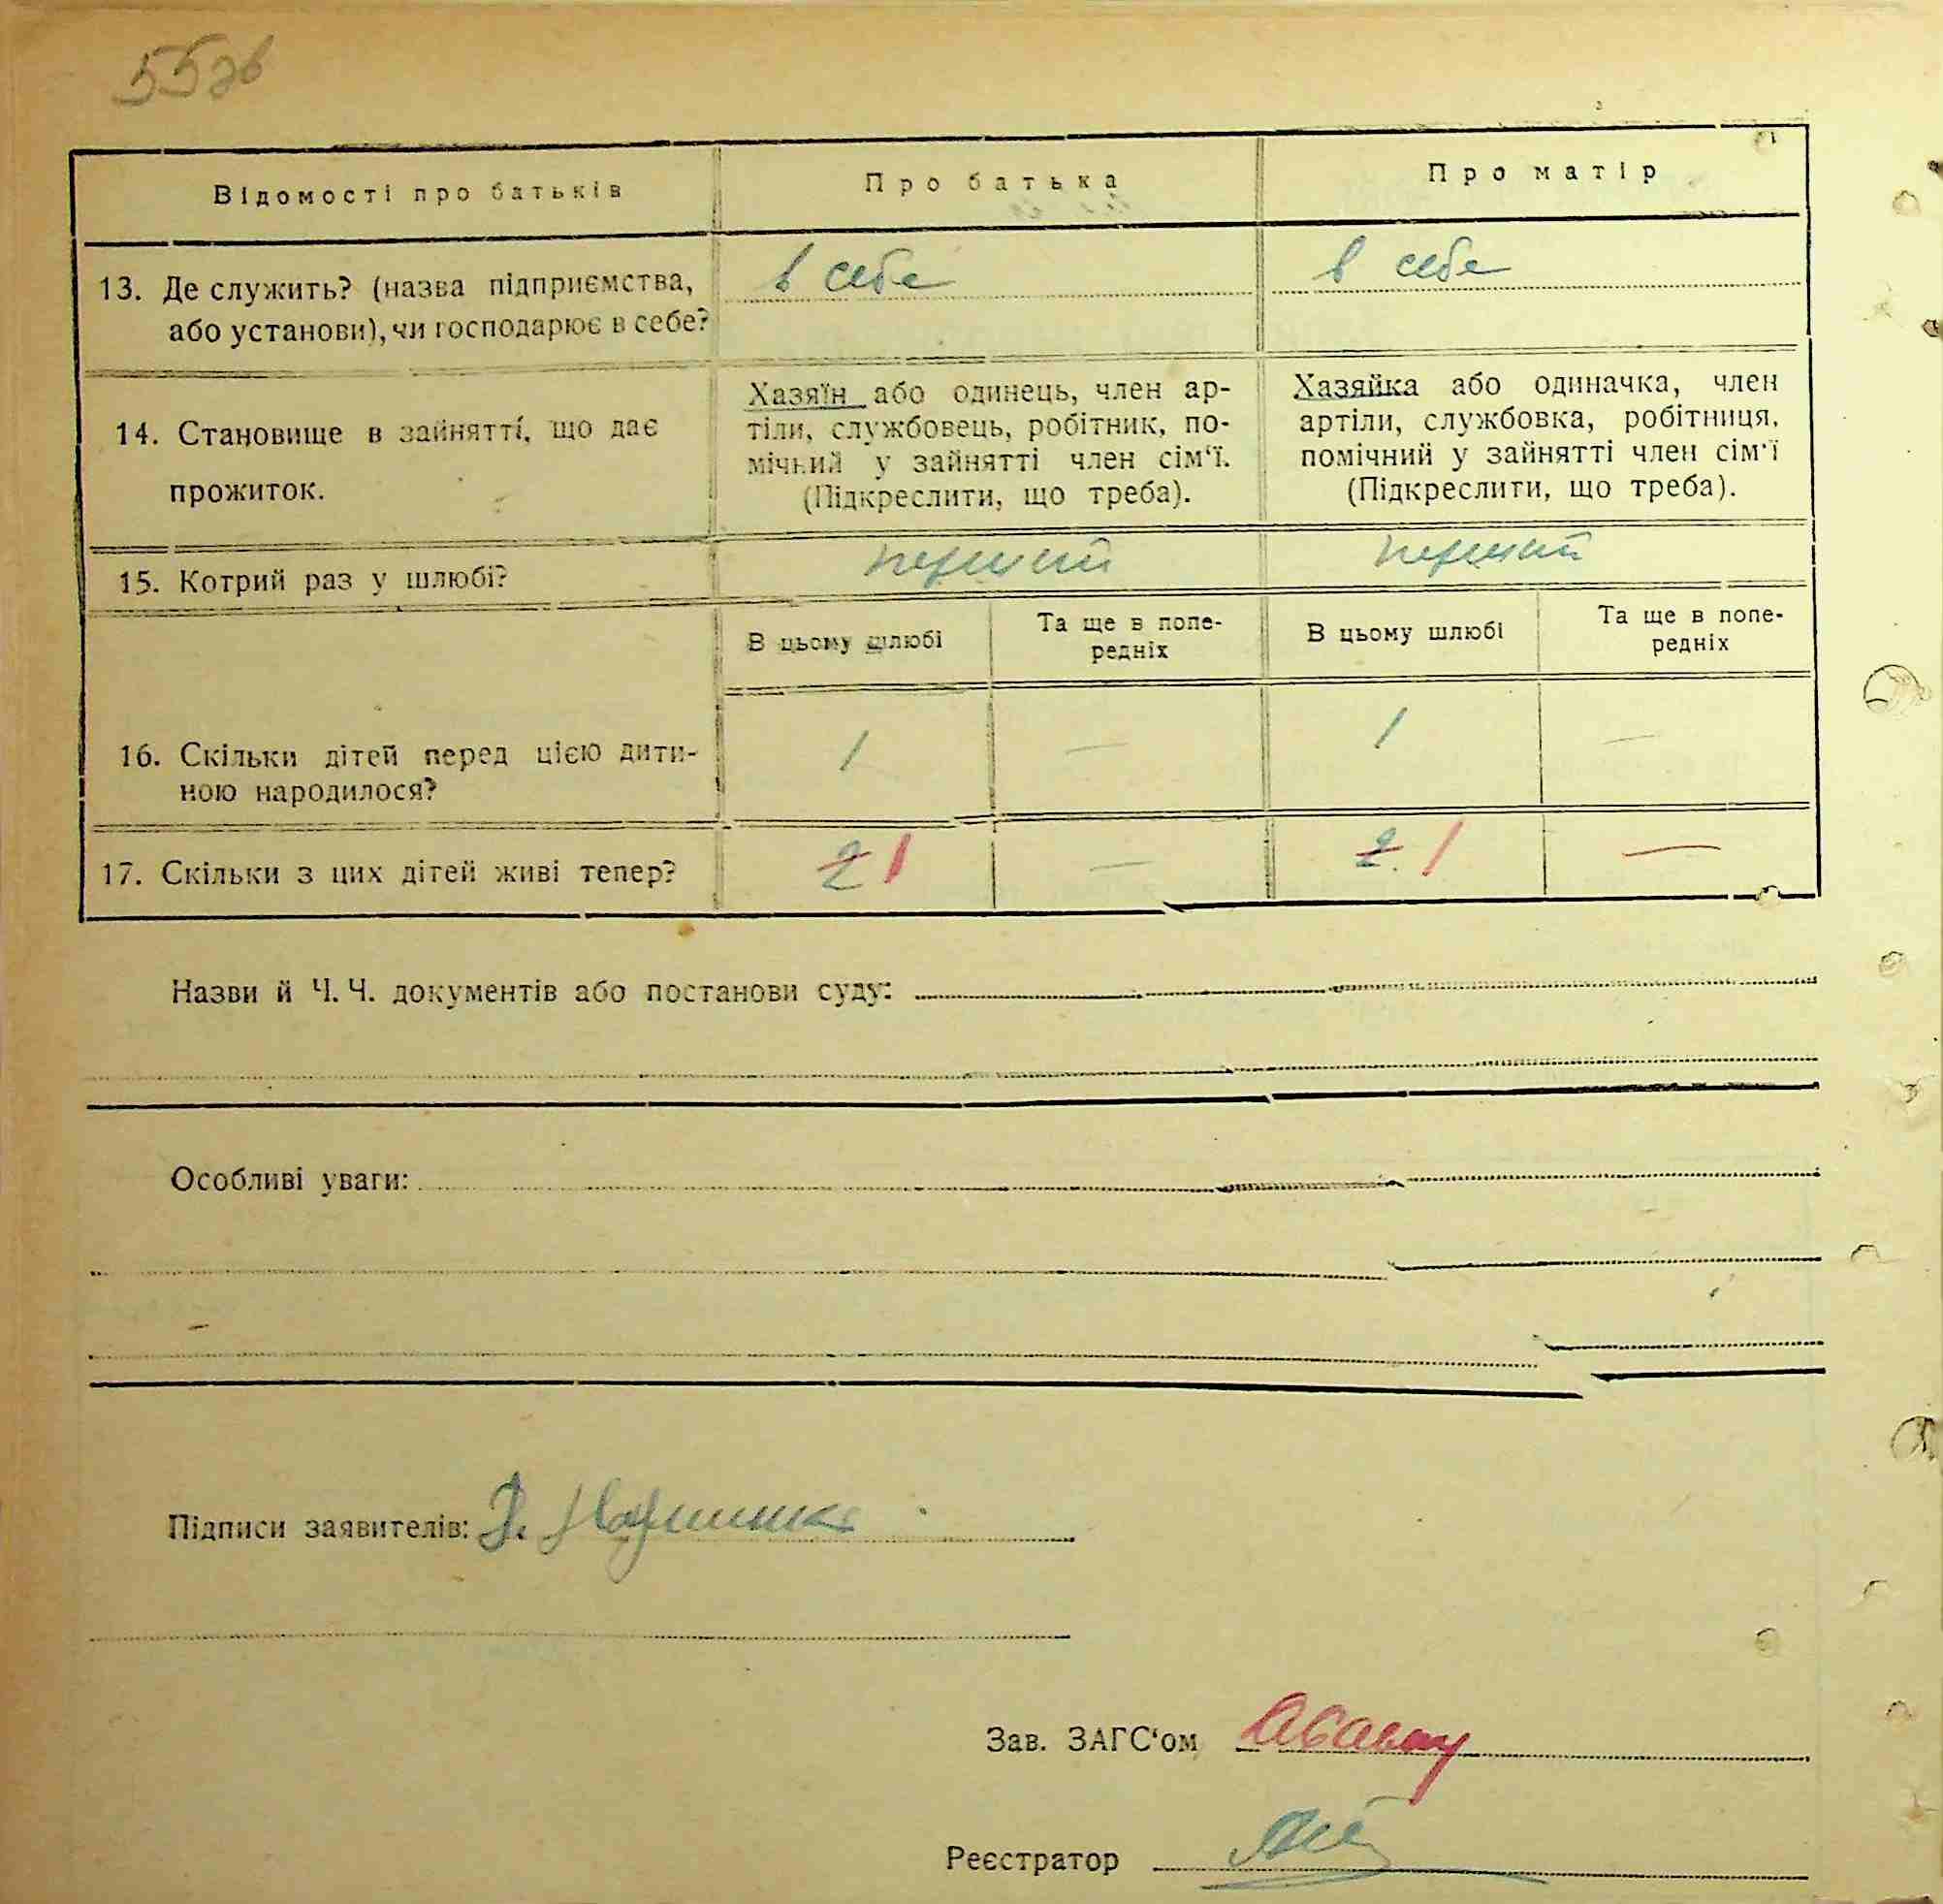 55 зв
Відомості про батьків
Про батька
Про матір
13. Де служить? (назва підприємства,
або установи), чи господарює в себе?
в себе
в себе
14. Становище в зайнятті, що дає
прожиток.
Хазяїн або одинець, член ар-
тіли, службовець, робітник, по-
мічний у зайнятті член сім‘ї.
(Підкреслити, що треба).
Хазяйка або одиначка, член
артіли, службовка, робітниця,
помічний у зайнятті член сім‘ї
(Підкреслити, що треба).
15. Котрий раз у шлюбі?
перший
перший
В цьому шлюбі
Та ще в попе-
редніх
В цьому шлюбі
Та ще в попе-
редніх
16. Скільки дітей перед цією дити-
ною народилося?
1 — 1 —
17. Скільки з цих дітей живі тепер?
2 1 — 2 1 —
Назви й Ч. Ч. документів або постанови суду:
Особливі уваги:
Підписи заявителів:
Зав. ЗАГС‘ом
Реєстратор